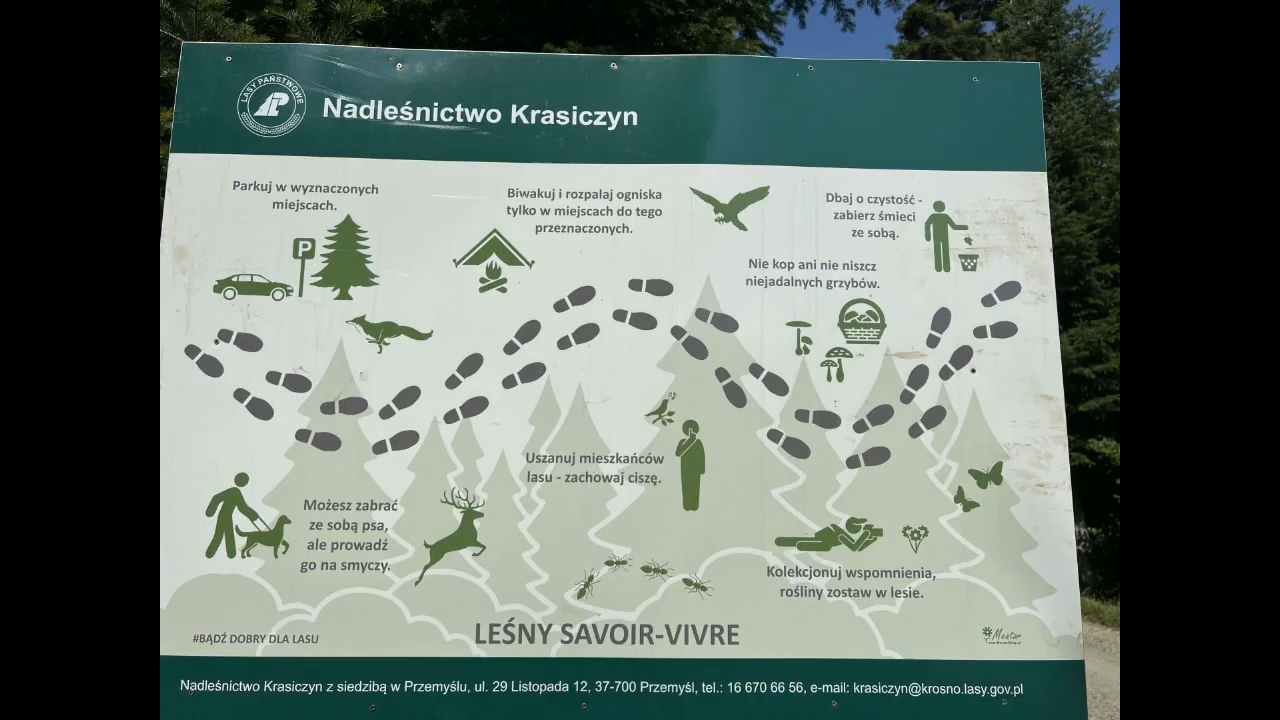 LASY PAŃSTWOWE
Nadleśnictwo Krasiczyn
Parkuj w wyznaczonych
miejscach.
P
Biwakuj i rozpalaj ogniska
tylko w miejscach do tego
przeznaczonych.
Dbaj o czystość -
zabierz śmieci
ze sobą.
Nie kop ani nie niszcz
niejadalnych grzybów.
Uszanuj mieszkańców
lasu - zachowaj ciszę.
Możesz zabrać
ze sobą psa,
ale prowadź
go na smyczy.
Kolekcjonuj wspomnienia,
rośliny zostaw w lesie.
#BĄDŹ DOBRY DLA LASU
LEŚNY SAVOIR-VIVRE
Mentor
Nadleśnictwo Krasiczyn z siedzibą w Przemyślu, ul. 29 Listopada 12, 37-700 Przemyśl, tel.: 16 670 66 56, e-mail: krasiczyn@krosno.lasy.gov.pl